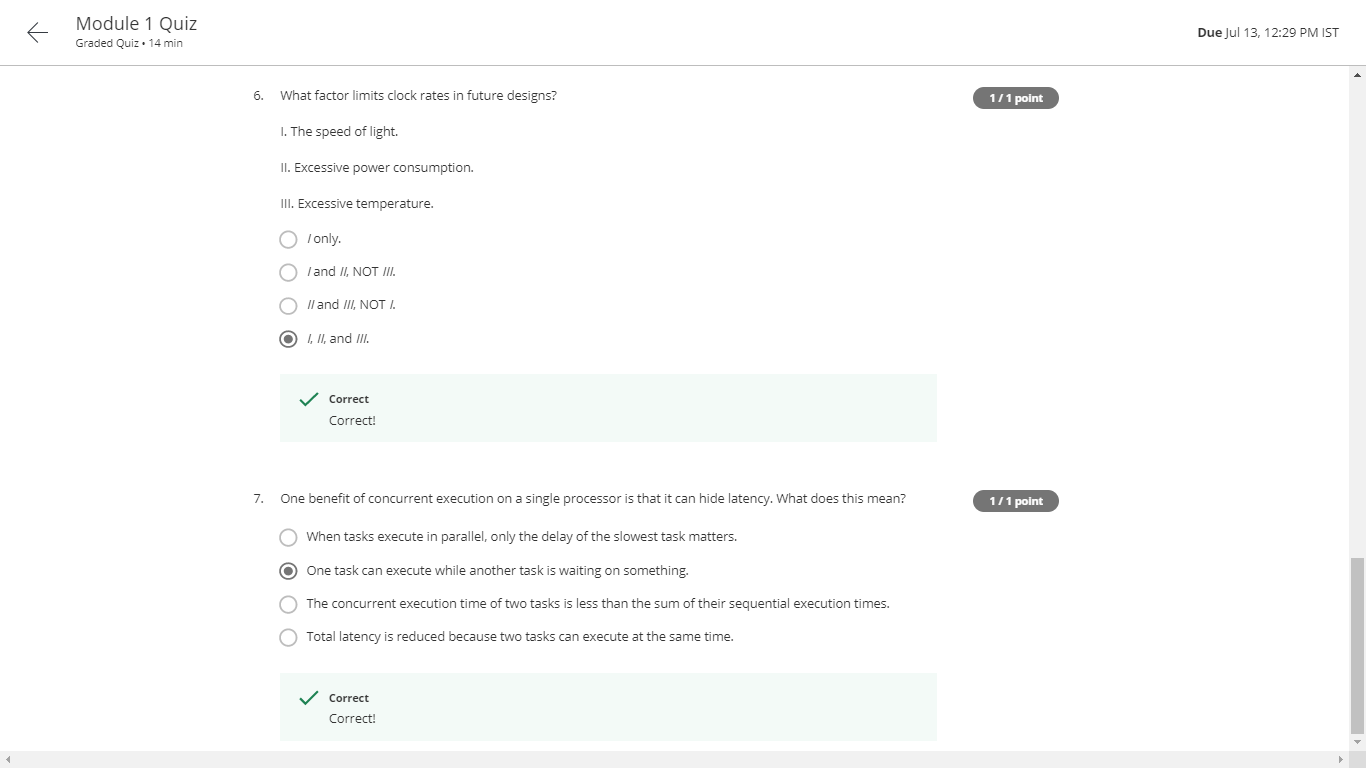 Module 1 Quiz
Graded Quiz • 14 min
Due Jul 13, 12:29 PM IST
6. What factor limits clock rates in future designs?
1 / 1 point
I. The speed of light.
II. Excessive power consumption.
III. Excessive temperature.
I only.
I and II, NOT III.
II and III, NOT I.
I, II, and III.
Correct
Correct!
7. One benefit of concurrent execution on a single processor is that it can hide latency. What does this mean?
1 / 1 point
When tasks execute in parallel, only the delay of the slowest task matters.
One task can execute while another task is waiting on something.
The concurrent execution time of two tasks is less than the sum of their sequential execution times.
Total latency is reduced because two tasks can execute at the same time.
Correct
Correct!